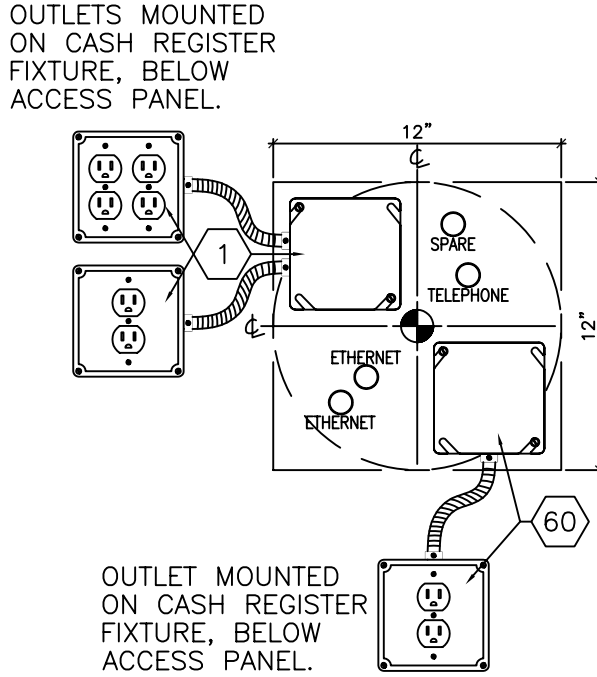 OUTLETS MOUNTED
ON CASH REGISTER
FIXTURE, BELOW
ACCESS PANEL.
12"
℄
SPARE
1
TELEPHONE
℄
12"
ETHERNET
ETHERNET
60
OUTLET MOUNTED
ON CASH REGISTER
FIXTURE, BELOW
ACCESS PANEL.